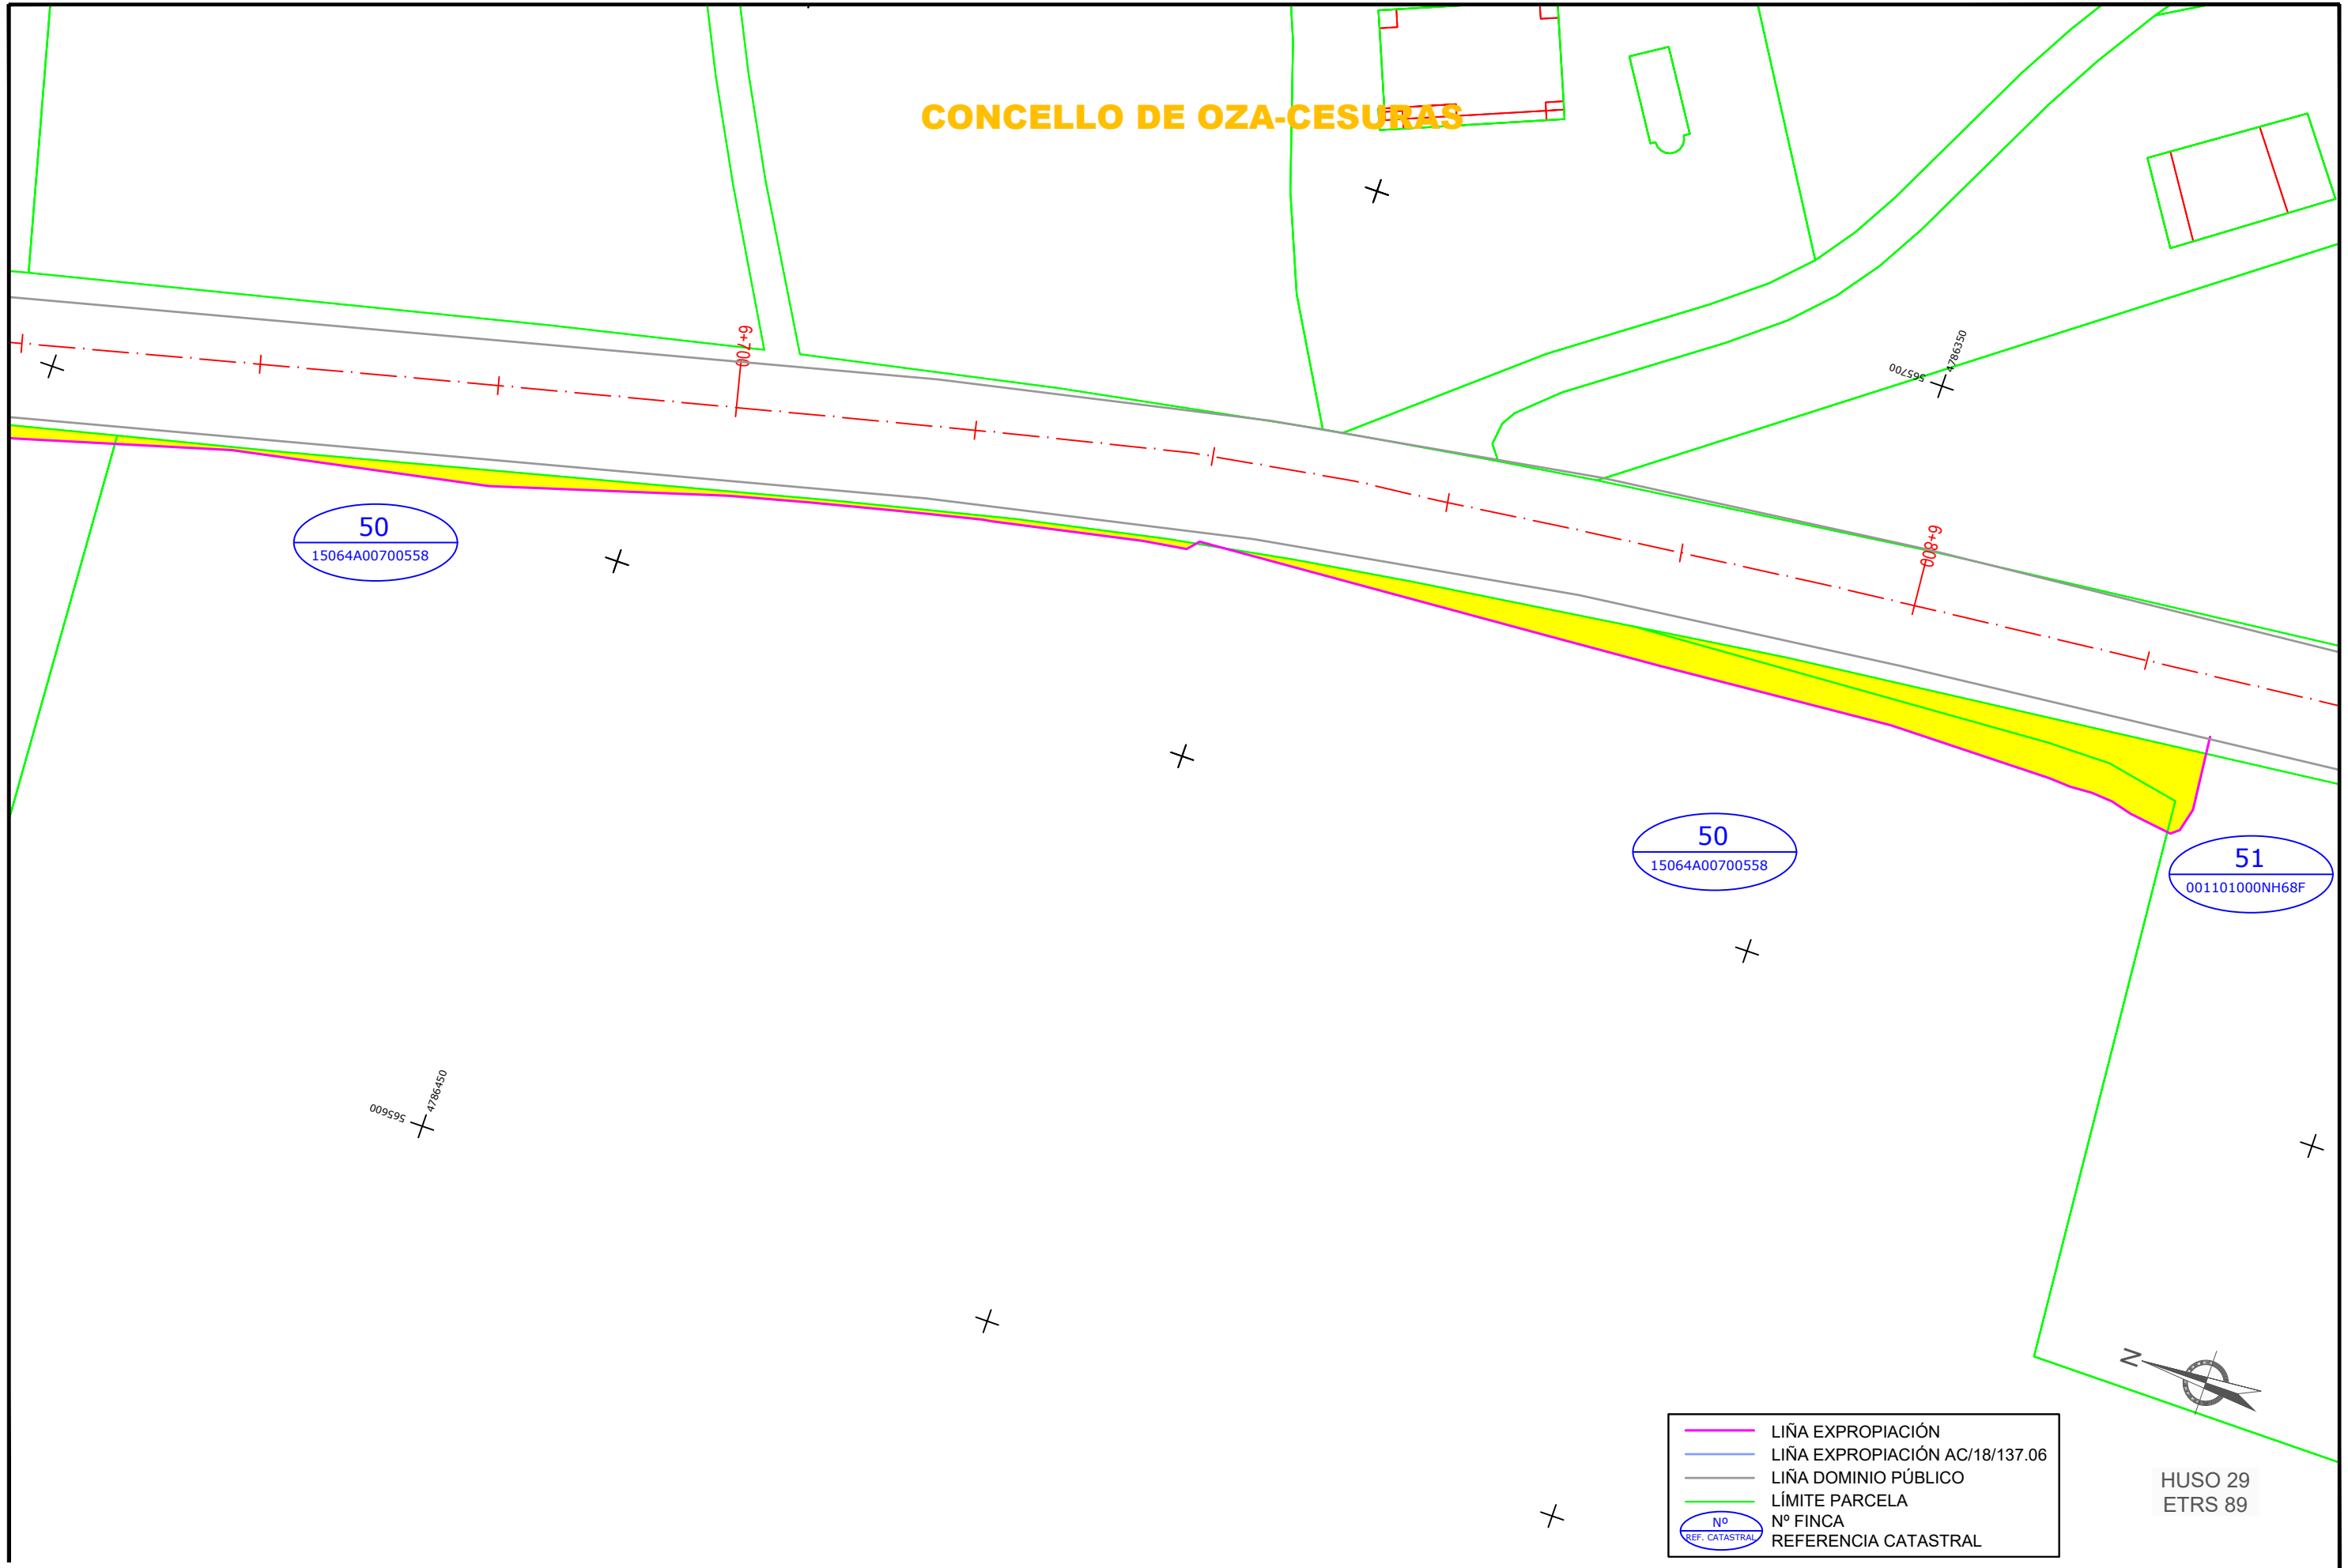 CONCELLO DE OZA-CESURAS
6+700
565700
4786350
6+800
50
15064A00700558
50
15064A00700558
51
001101000NH68F
565600
4786450
N
LIÑA EXPROPIACIÓN
LIÑA EXPROPIACIÓN AC/18/137.06
LIÑA DOMINIO PÚBLICO
LÍMITE PARCELA
Nº
REF. CATASTRAL
Nº FINCA
REFERENCIA CATASTRAL
HUSO 29
ETRS 89